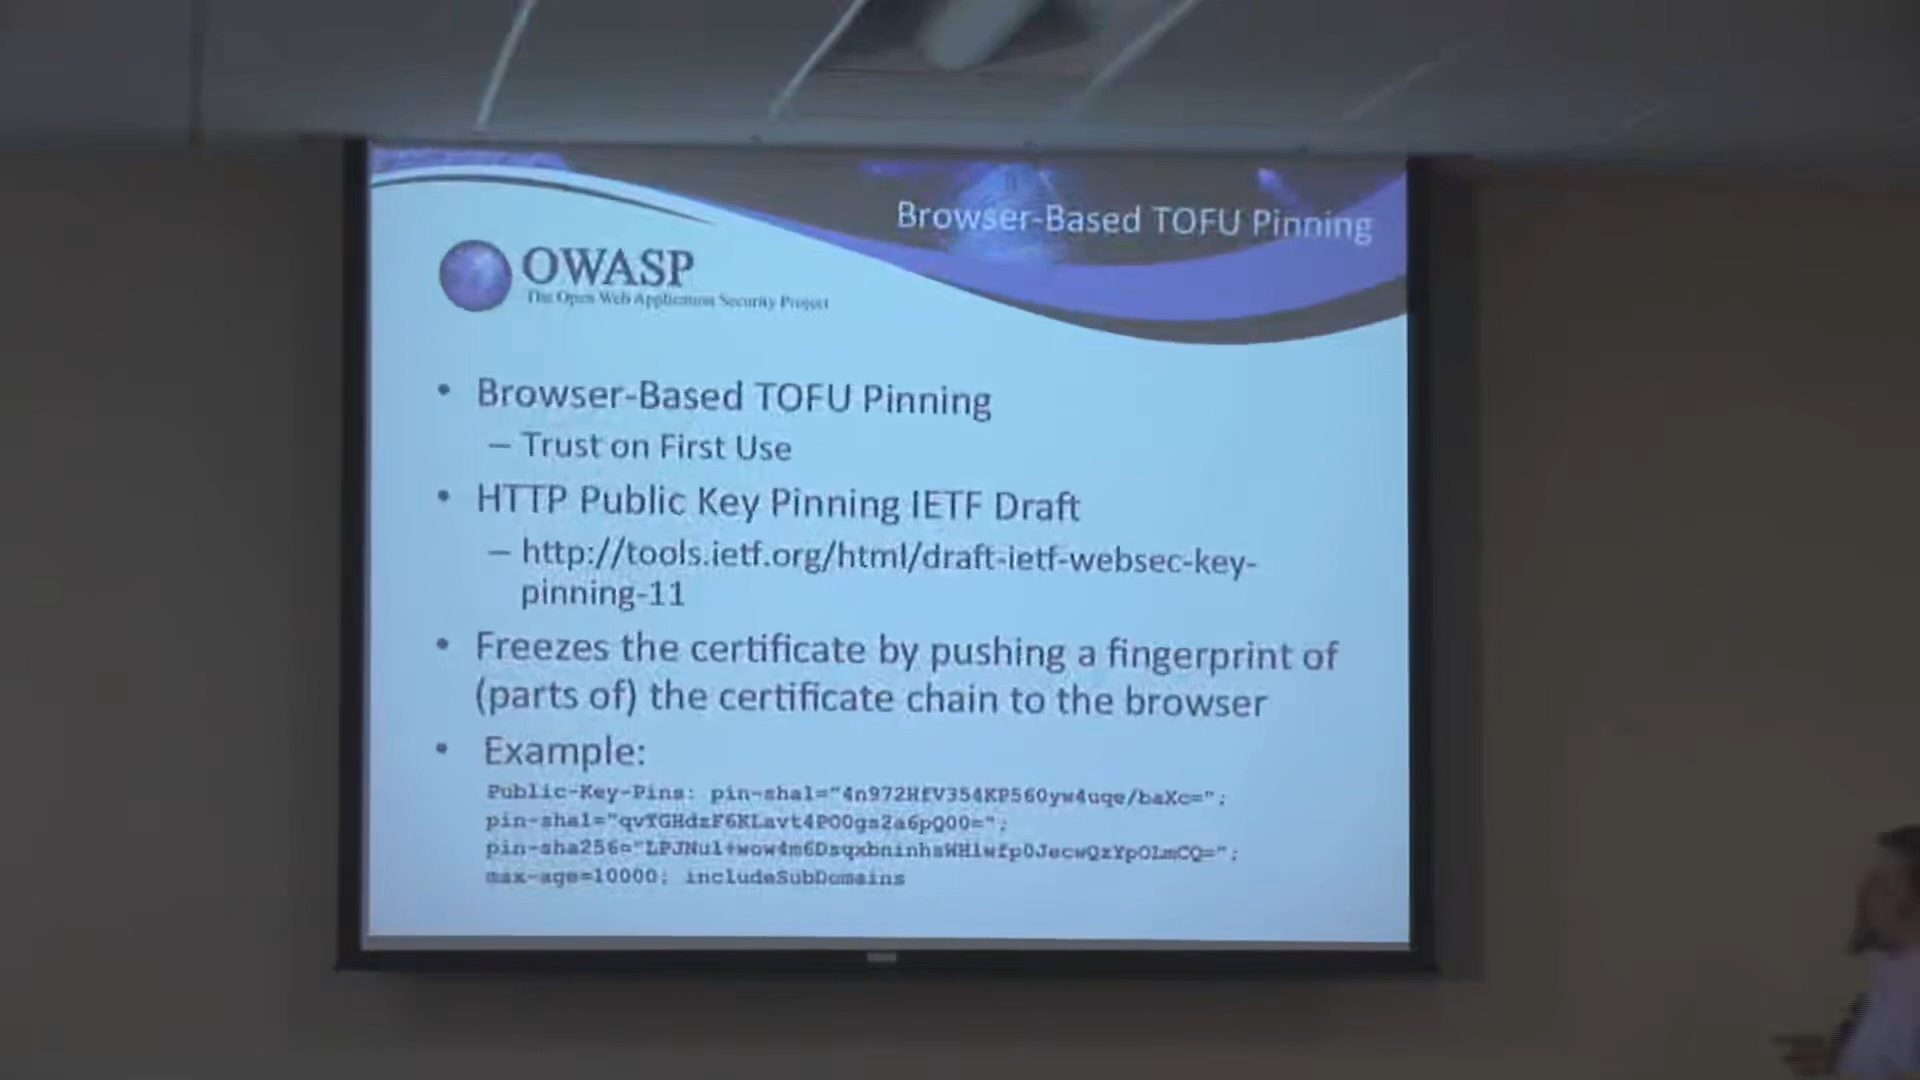 Browser-Based TOFU Pinning
OWASP
The Open Web Application Security Project
• Browser-Based TOFU Pinning
– Trust on First Use
• HTTP Public Key Pinning IETF Draft
– http://tools.ietf.org/html/draft-ietf-websec-key-
pinning-11
• Freezes the certificate by pushing a fingerprint of
(parts of) the certificate chain to the browser
• Example:
Public-Key-Pins: pin-sha1="4n972HfV354KP560yw4uqe/baXc=";
pin-sha1="qvTGHdzF6KLavt4PO0gs2a6pQ00=";
pin-sha256="LPJNul+wow4m6DsqxbninhsWHlwfp0JecwQzYpOLmCQ=";
max-age=10000; includeSubDomains